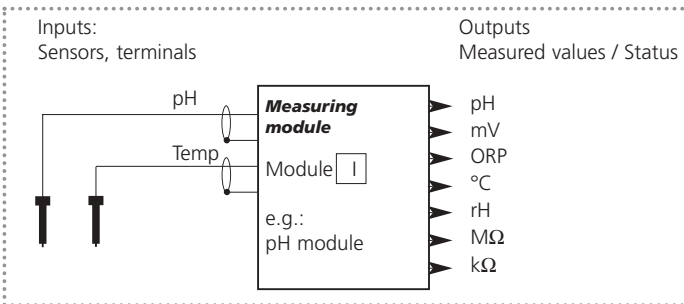 Inputs:
Sensors, terminals
Outputs
Measured values / Status
pH
Temp
Measuring
module
Module I
e.g.:
pH module
pH
mV
ORP
°C
rH
MΩ
kΩ